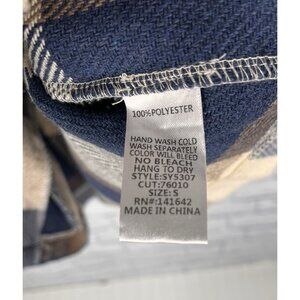 100%POLYESTER
HAND WASH COLD
WASH SEPARATELY
COLOR WILL BLEED
NO BLEACH
HANG TO DRY
STYLE:SY5307
CUT:76010
SIZE: S
RN#:141642
MADE IN CHINA